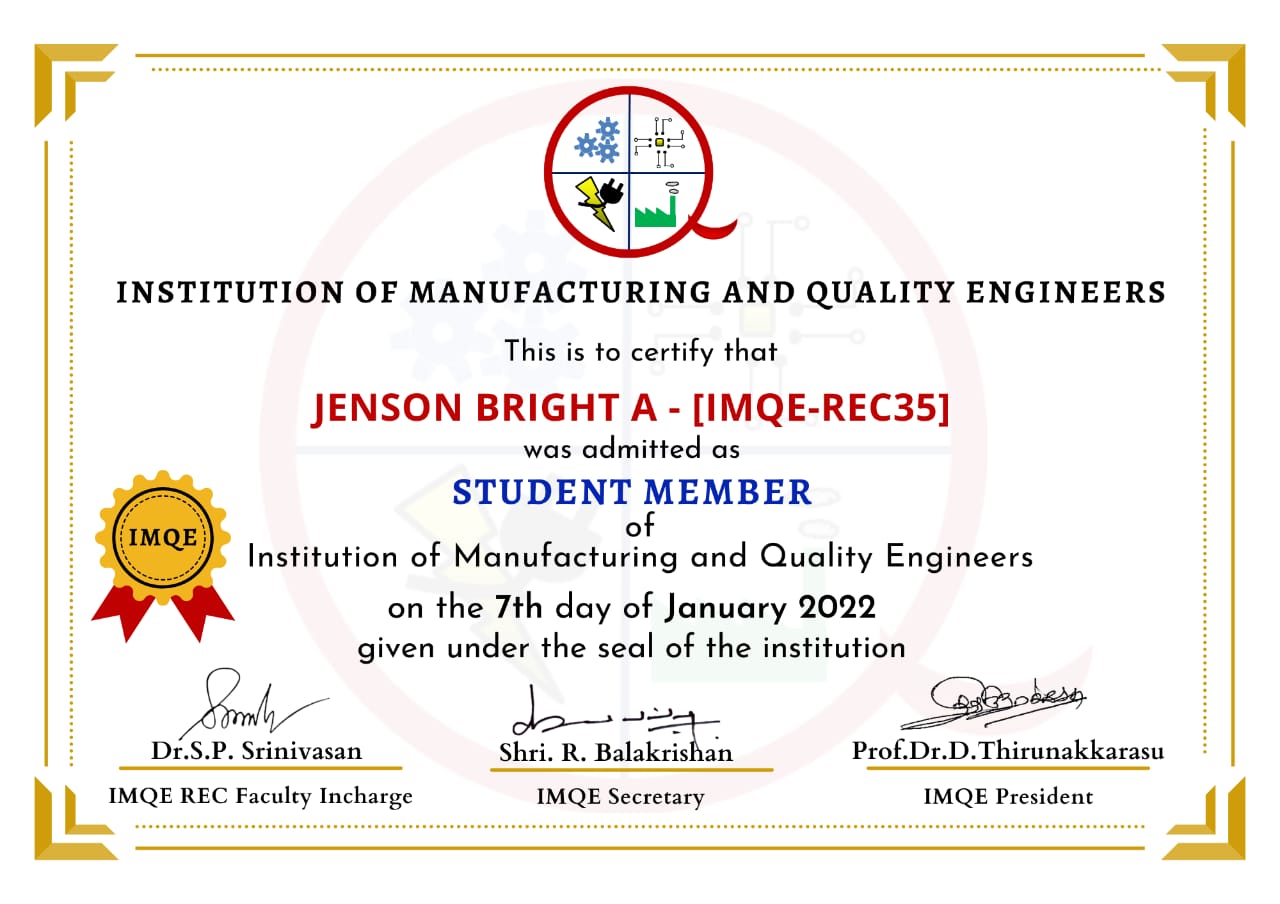 INSTITUTION OF MANUFACTURING AND QUALITY ENGINEERS
This is to certify that
JENSON BRIGHT A - [IMQE-REC35]
was admitted as
STUDENT MEMBER
of
Institution of Manufacturing and Quality Engineers
IMQE
on the 7th day of January 2022
given under the seal of the institution
Dr.S.P. Srinivasan
Shri. R. Balakrishan
Prof.Dr.D.Thirunakkarasu
IMQE REC Faculty Incharge
IMQE Secretary
IMQE President